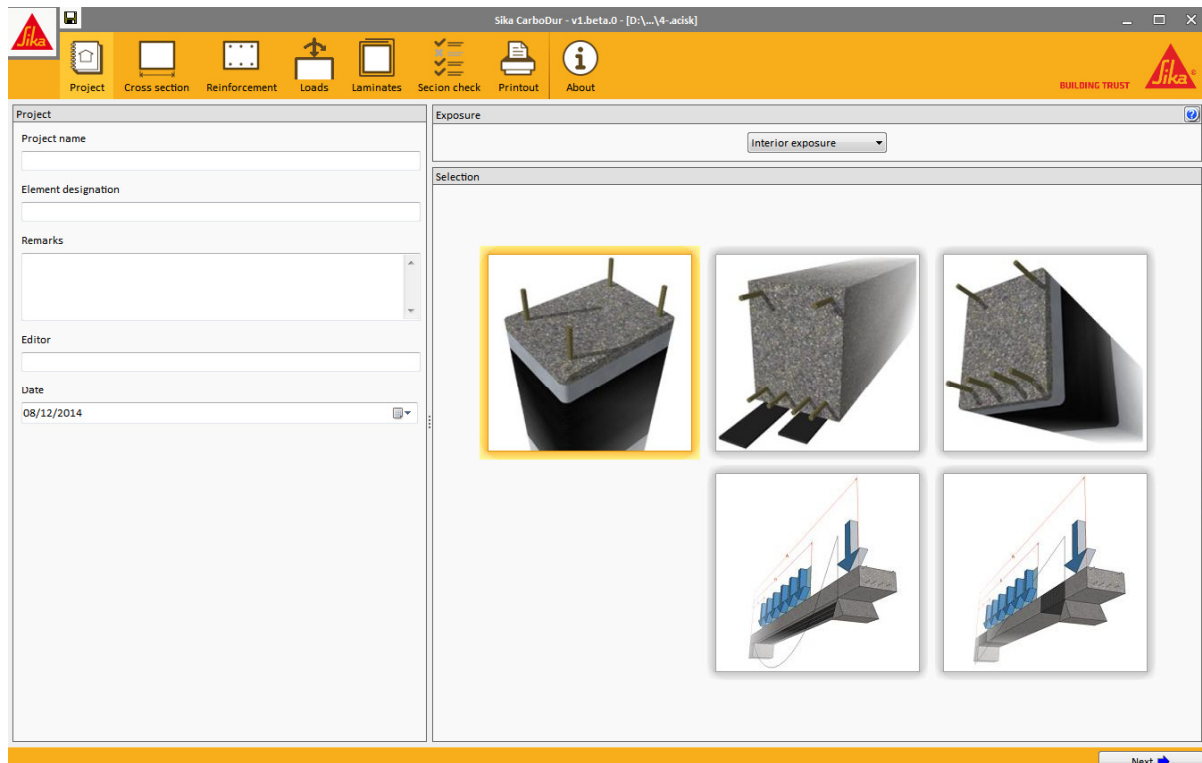 Sika CarboDur - v1.beta.0 - [D:\...\4-.acisk]
Sika
Project
Cross section
Reinforcement
Loads
Laminates
Secion check
Printout
About
BUILDING TRUST
Sika
Project
Project name
Element designation
Remarks
Editor
Date
08/12/2014
Exposure
Interior exposure
Selection
Next